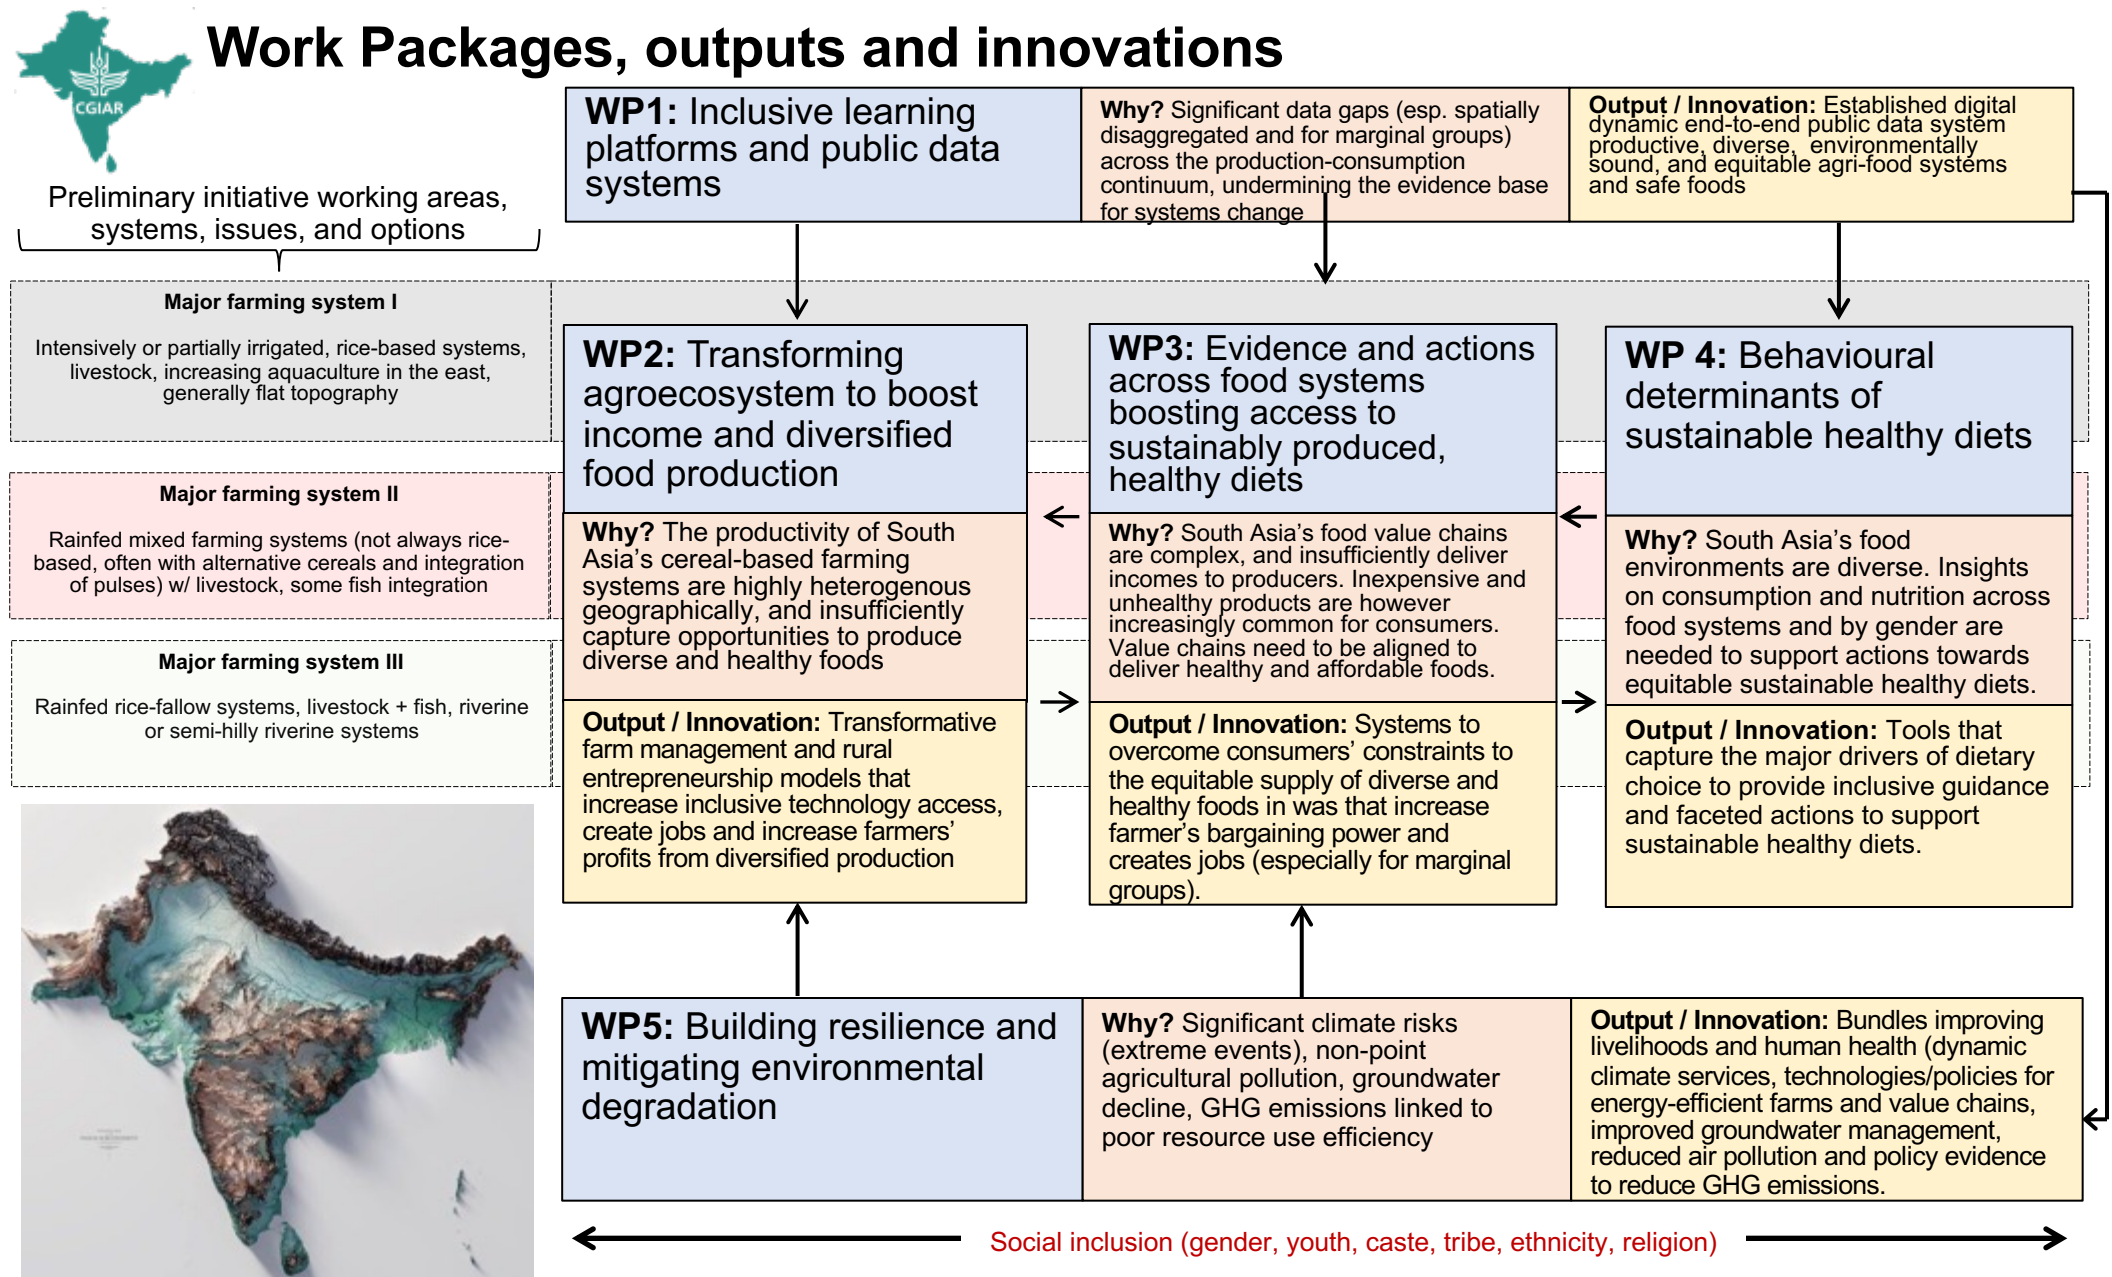 Work Packages, outputs and innovations
CGIAR
Preliminary initiative working areas,
systems, issues, and options
WP1: Inclusive learning
platforms and public data
systems
Why? Significant data gaps (esp. spatially
disaggregated and for marginal groups)
across the production-consumption
continuum, undermining the evidence base
for systems change
Output / Innovation: Established digital
dynamic end-to-end public data system
productive, diverse,  environmentally
sound, and equitable agri-food systems
and safe foods
Major farming system I
Intensively or partially irrigated, rice-based systems,
livestock, increasing aquaculture in the east,
generally flat topography
Major farming system II
Rainfed mixed farming systems (not always rice-
based, often with alternative cereals and integration
of pulses) w/ livestock, some fish integration
Major farming system III
Rainfed rice-fallow systems, livestock + fish, riverine
or semi-hilly riverine systems
WP2: Transforming
agroecosystem to boost
income and diversified
food production
Why? The productivity of South
Asia's cereal-based farming
systems are highly heterogenous
geographically, and insufficiently
capture opportunities to produce
diverse and healthy foods
Output / Innovation: Transformative
farm management and rural
entrepreneurship models that
increase inclusive technology access,
create jobs and increase farmers'
profits from diversified production
WP3: Evidence and actions
across food systems
boosting access to
sustainably produced,
healthy diets
Why? South Asia's food value chains
are complex, and insufficiently deliver
incomes to producers. Inexpensive and
unhealthy products are however
increasingly common for consumers.
Value chains need to be aligned to
deliver healthy and affordable foods.
Output / Innovation: Systems to
overcome consumers' constraints to
the equitable supply of diverse and
healthy foods in was that increase
farmer's bargaining power and
creates jobs (especially for marginal
groups).
WP 4: Behavioural
determinants of
sustainable healthy diets
Why? South Asia's food
environments are diverse. Insights
on consumption and nutrition across
food systems and by gender are
needed to support actions towards
equitable sustainable healthy diets.
Output / Innovation: Tools that
capture the major drivers of dietary
choice to provide inclusive guidance
and faceted actions to support
sustainable healthy diets.
WP5: Building resilience and
mitigating environmental
degradation
Why? Significant climate risks
(extreme events), non-point
agricultural pollution, groundwater
decline, GHG emissions linked to
poor resource use efficiency
Output / Innovation: Bundles improving
livelihoods and human health (dynamic
climate services, technologies/policies for
energy-efficient farms and value chains,
improved groundwater management,
reduced air pollution and policy evidence
to reduce GHG emissions.
Social inclusion (gender, youth, caste, tribe, ethnicity, religion)